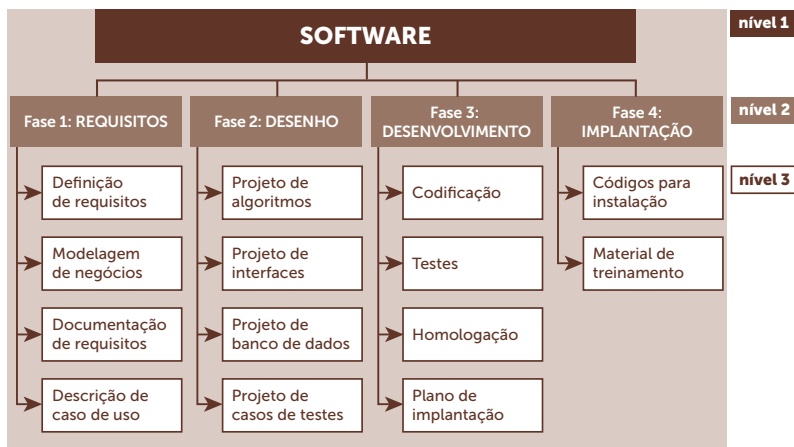 SOFTWARE
nível 1
Fase 1: REQUISITOS
Fase 2: DESENHO
Fase 3:
DESENVOLVIMENTO
Fase 4:
IMPLANTAÇÃO
nível 2
Definição
de requisitos
Modelagem
de negócios
Documentação
de requisitos
Descrição de
caso de uso
Projeto de
algoritmos
Projeto de
interfaces
Projeto de
banco de dados
Projeto de
casos de testes
Codificação
Testes
Homologação
Plano de
implantação
Códigos para
instalação
Material de
treinamento
nível 3